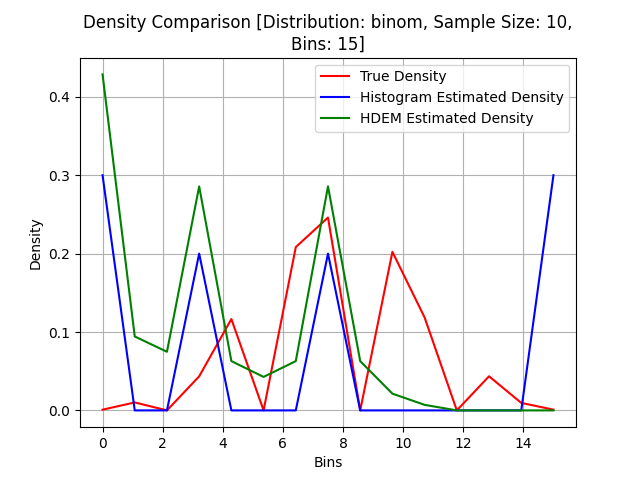 Density Comparison [Distribution: binom, Sample Size: 10,
Bins: 15]
True Density
Histogram Estimated Density
HDEM Estimated Density
Density
0.4
0.3
0.2
0.1
0.0
0 2 4 6 8 10 12 14
Bins